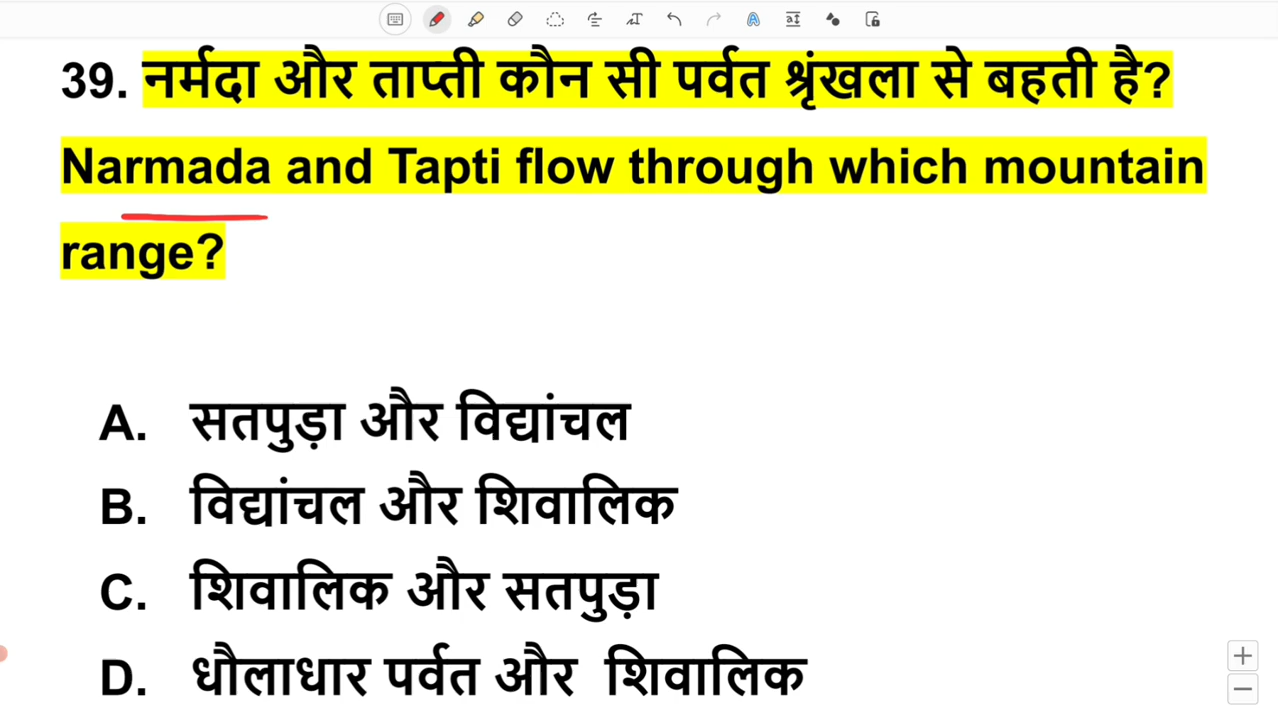 39. नर्मदा और ताप्ती कौन सी पर्वत श्रृंखला से बहती है?
Narmada and Tapti flow through which mountain
range?
A. सतपुड़ा और विद्यांचल
B. विद्यांचल और शिवालिक
C. शिवालिक और सतपुड़ा
D. धौलाधार पर्वत और शिवालिक